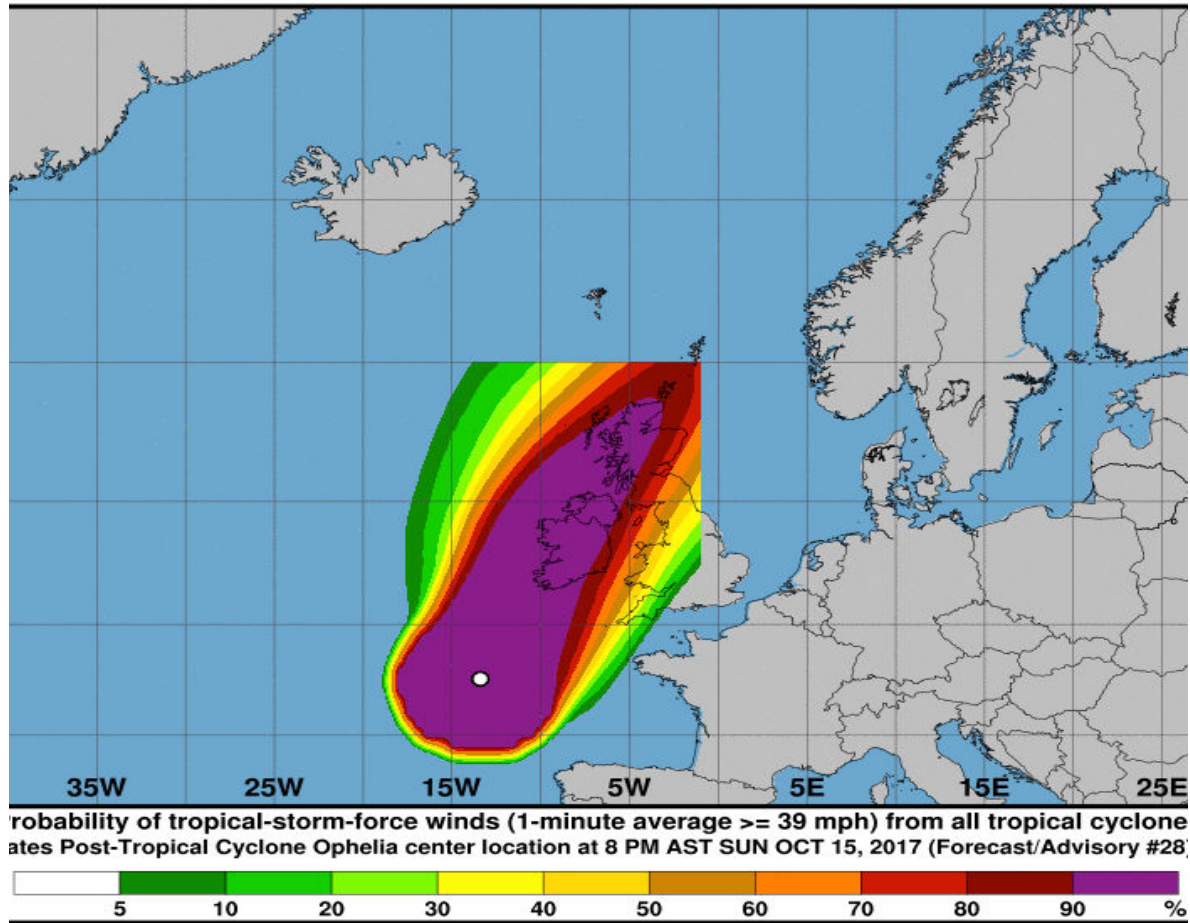 35W 25W 15W 5W 5E 15E 25E
robability of tropical-storm-force winds (1-minute average >= 39 mph) from all tropical cyclone
ates Post-Tropical Cyclone Ophelia center location at 8 PM AST SUN OCT 15, 2017 (Forecast/Advisory #28)
5 10 20 30 40 50 60 70 80 90 %